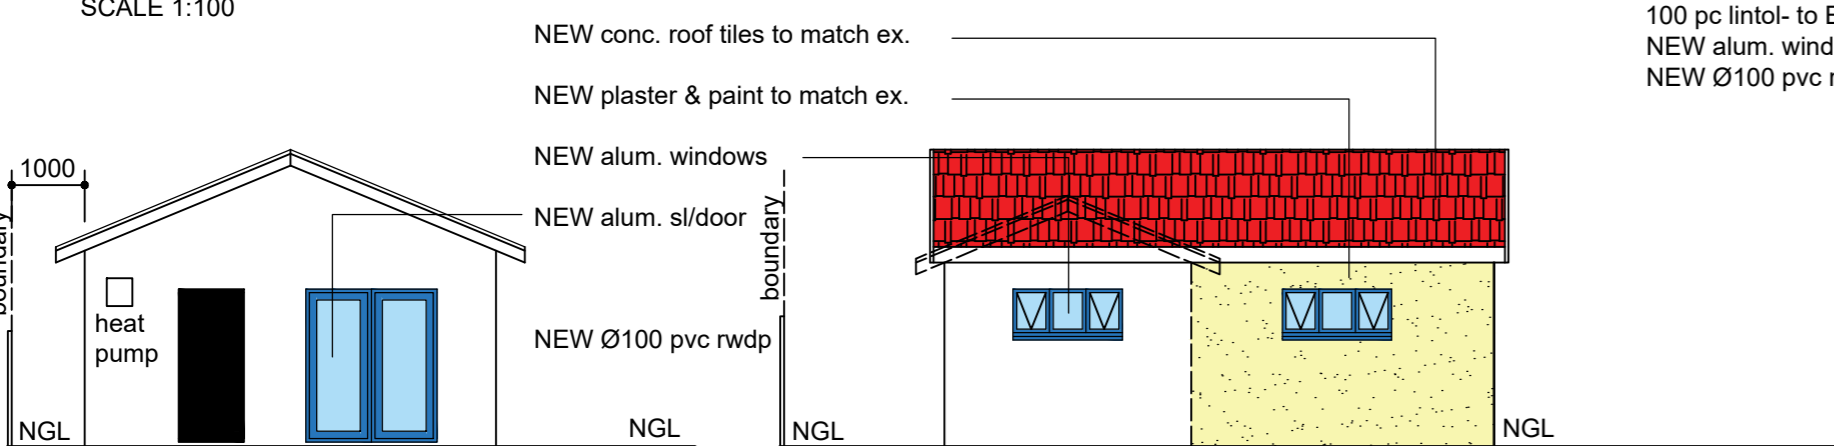 SCALE 1:100
NEW conc. roof tiles to match ex.
NEW plaster & paint to match ex.
NEW alum. windows
NEW alum. sl/door
NEW Ø100 pvc rwdp
100 pc lintol- to
NEW alum. wind
NEW Ø100 pvc
1000
boundary
heat
pump
NGL
NGL
boundary
NGL
NGL